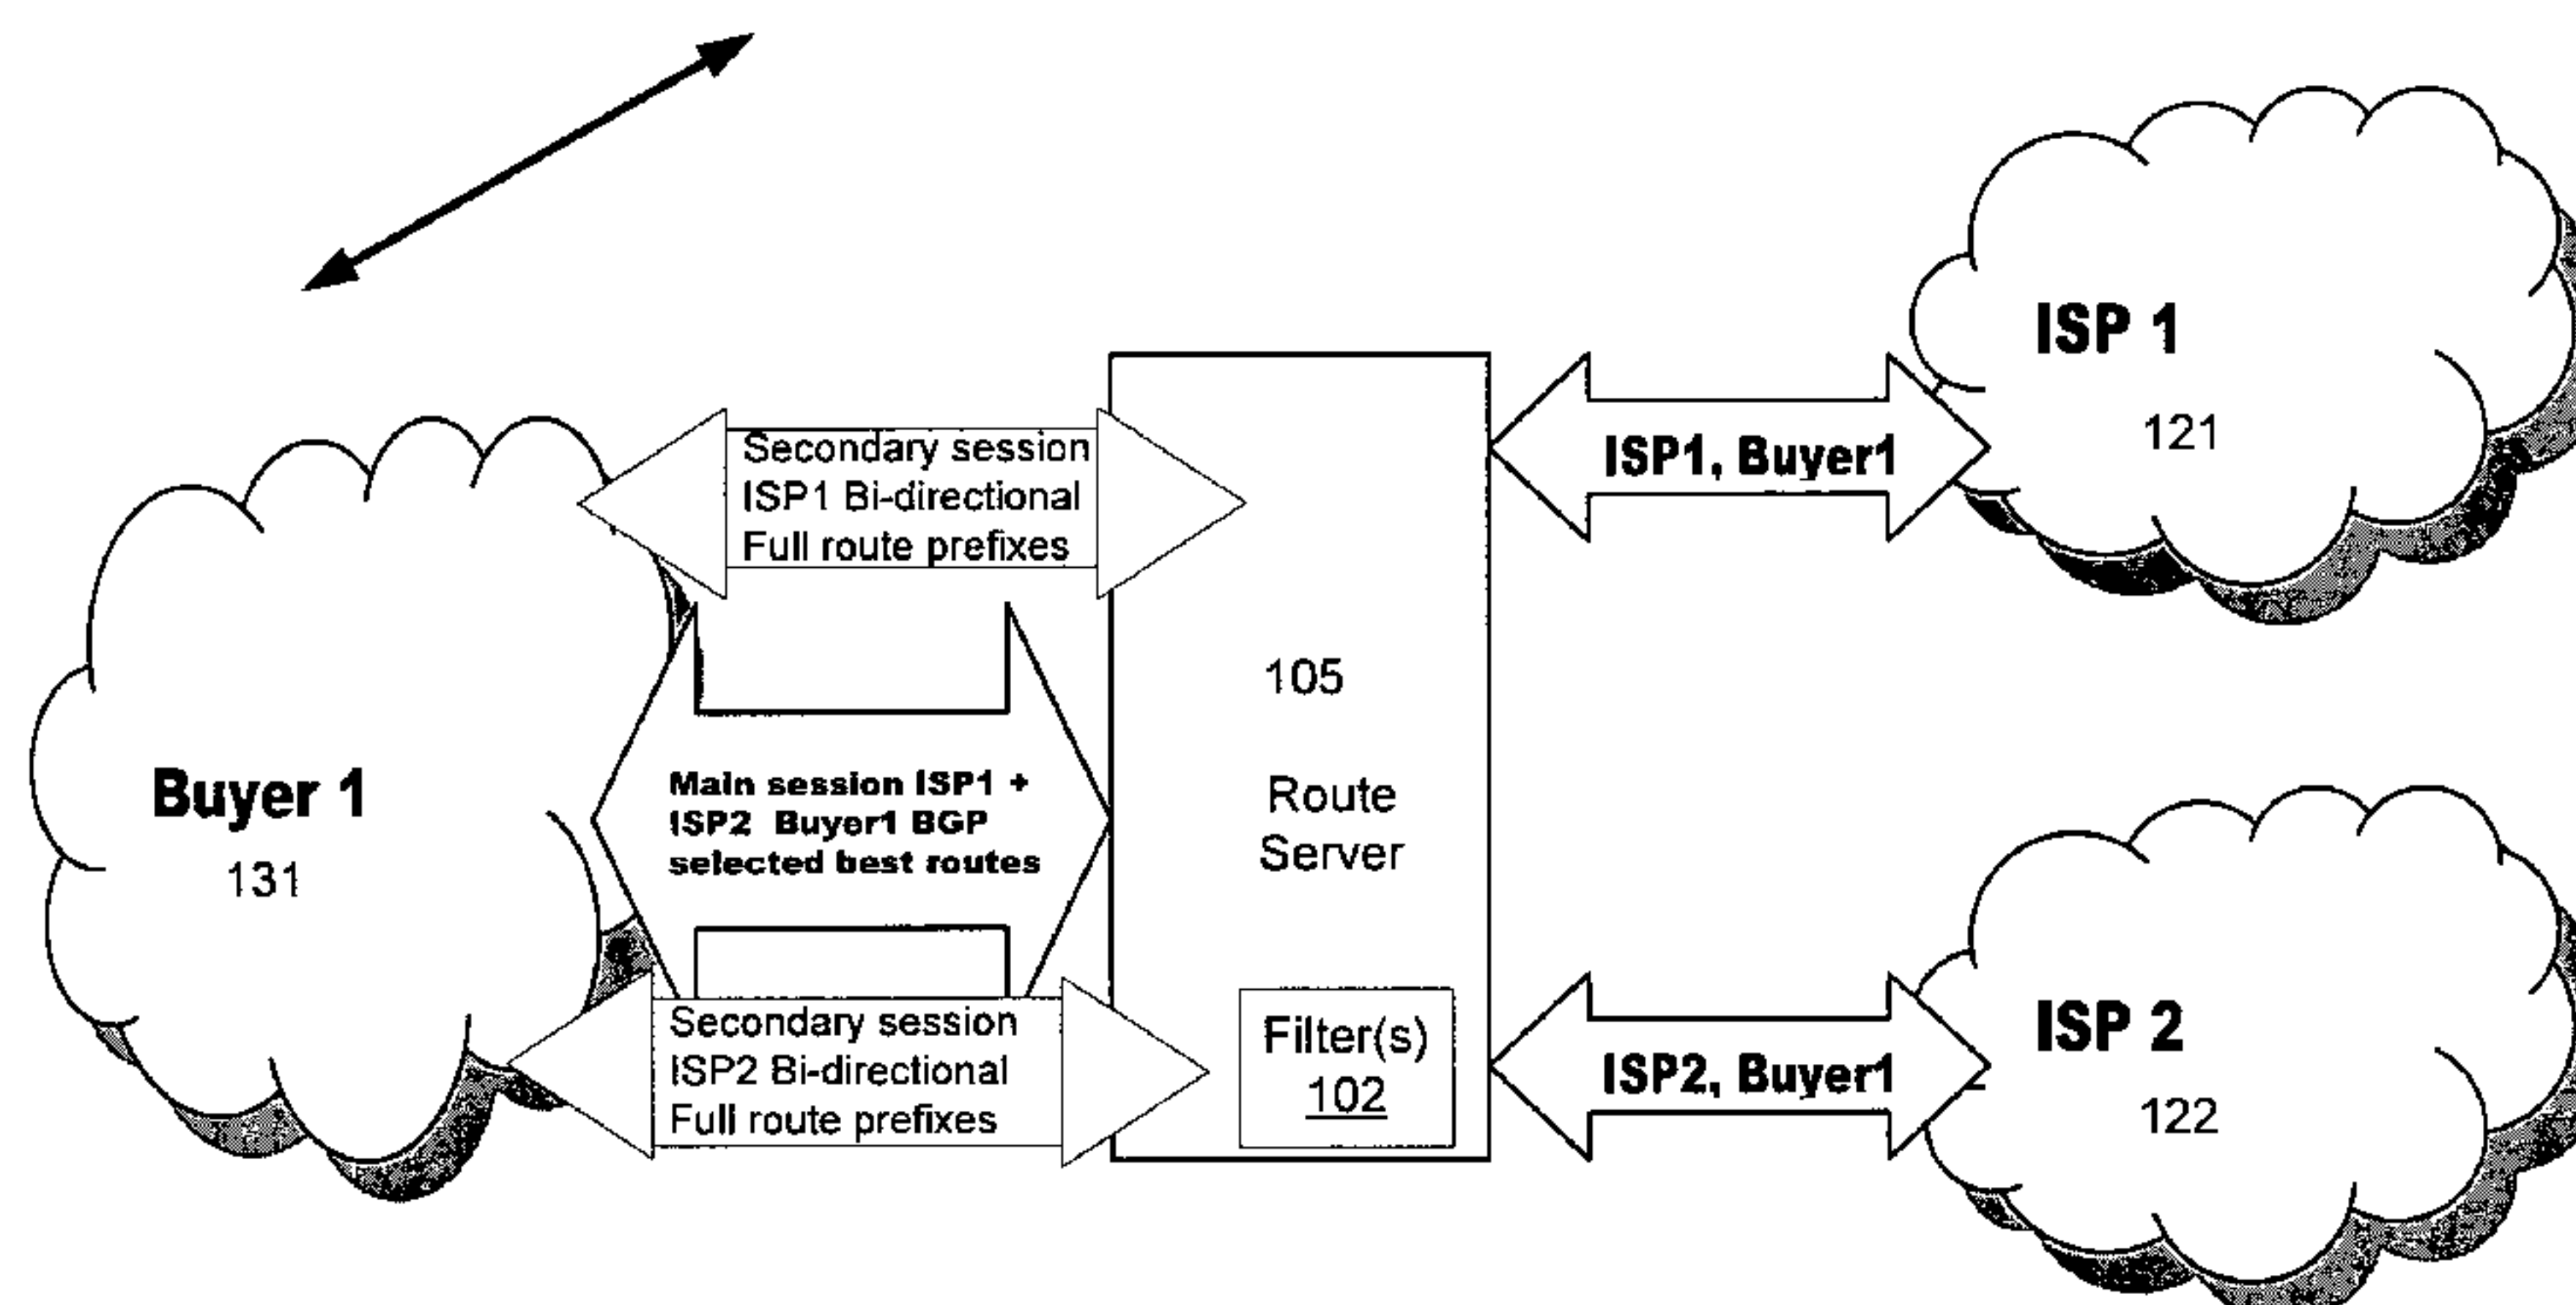 ISP 1
121
Secondary session
ISP1 Bi-directional
Full route prefixes
ISP1, Buyer1
105
Route
Server
Buyer 1
131
Main session ISP1 +
ISP2 Buyer1 BGP
selected best routes
Secondary session
ISP2 Bi-directional
Full route prefixes
Filter(s)
102
ISP2, Buyer1
ISP 2
122